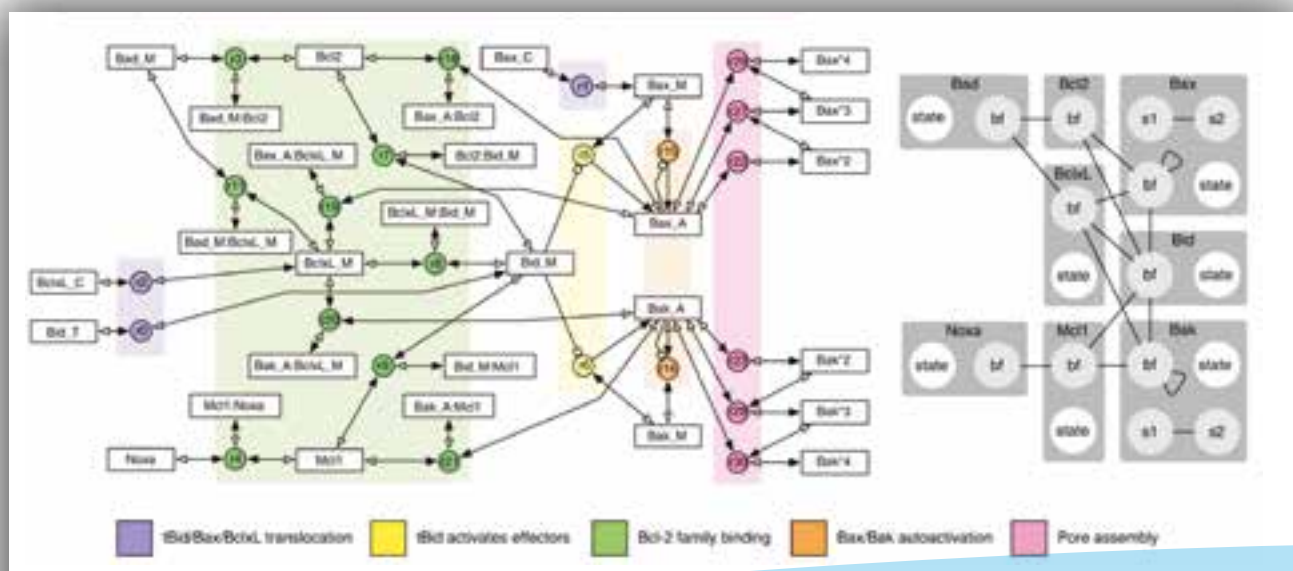 Bad_M
Bcl2
Bax_C
Bax_M
Bax*4
Bax*3
Bax*2
Bad_M:Bcl2
Bax_A:Bcl2
Bax_A:BclxL_M
Bcl2:Bid_M
BclxL_M:Bid_M
Bad_M:BclxL_M
Bax_A
BclxL_M
Bid_M
BclxL_C
Bid_T
Bak_A
Bak_A:BclxL_M
Bid_M:Mcl1
Bak*2
Mcl1:Noxa
Bak_A:Mcl1
Bak*3
Bak_M
Noxa
Mcl1
Bak*4
Bad
Bcl2
Bax
state
bf
bf
s1
s2
BclxL
bf
bf
state
Bid
state
bf
state
Noxa
Mcl1
Bak
state
bf
bf
bf
state
state
s1
s2
tBid/Bax/BclxL translocation
tBid activates effectors
Bcl-2 family binding
Bax/Bak autoactivation
Pore assembly